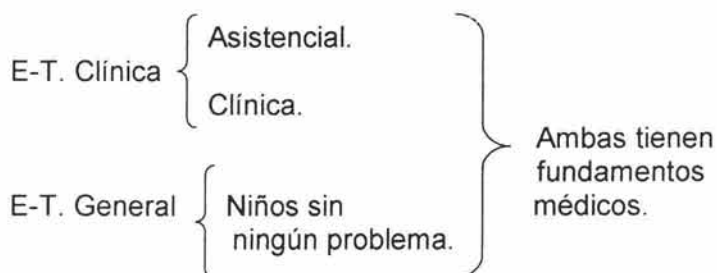 Asistencial.
E-T. Clínica
Clínica.
Ambas tienen
fundamentos
médicos.
E-T. General
Niños sin
ningún problema.